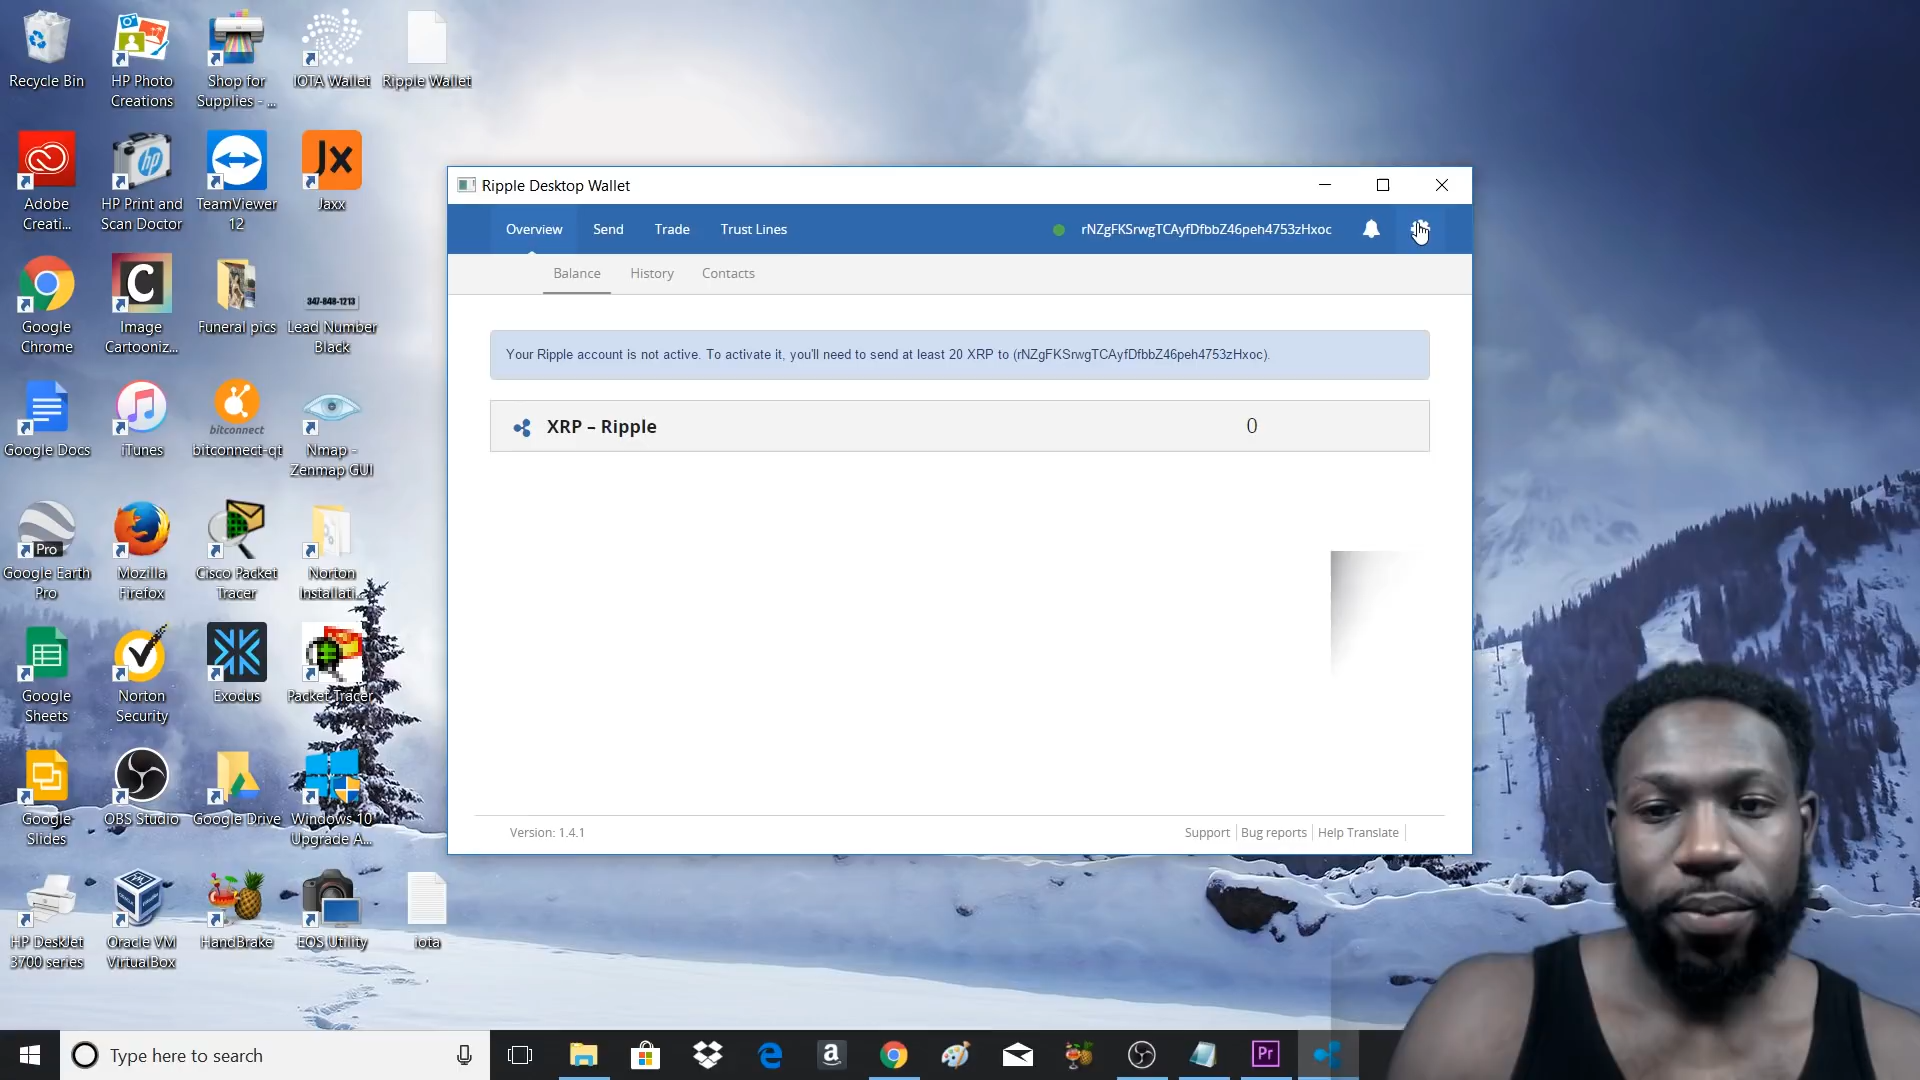 Recycle Bin
HP Photo
Creations
Shop for
Supplies - ...
IOTA Wallet
Ripple Wallet
Adobe
Creati...
HP Print and
Scan Doctor
TeamViewer
12
Jx
Jaxx
Google
Chrome
C
Image
Cartooniz...
Funeral pics
347-848-1213
Lead Number
Black
Google Docs
iTunes
bitconnect
bitconnect-qt
Nmap -
Zenmap GUI
Pro
Google Earth
Pro
Mozilla
Firefox
Cisco Packet
Tracer
Norton
Installati...
Google
Sheets
Norton
Security
Exodus
Packet Tracer
Google
Slides
OBS Studio
Google Drive
Windows 10
Upgrade A...
HP DeskJet
3700 series
Oracle VM
VirtualBox
HandBrake
EOS Utility
iota
Ripple Desktop Wallet
Overview Send Trade Trust Lines rNZgFKSrwgTCAyfDfbbZ46peh4753zHxoc
Balance History Contacts
Your Ripple account is not active. To activate it, you'll need to send at least 20 XRP to (rNZgFKSrwgTCAyfDfbbZ46peh4753zHxoc).
XRP – Ripple 0
Version: 1.4.1 Support Bug reports Help Translate
Type here to search
a
Pr